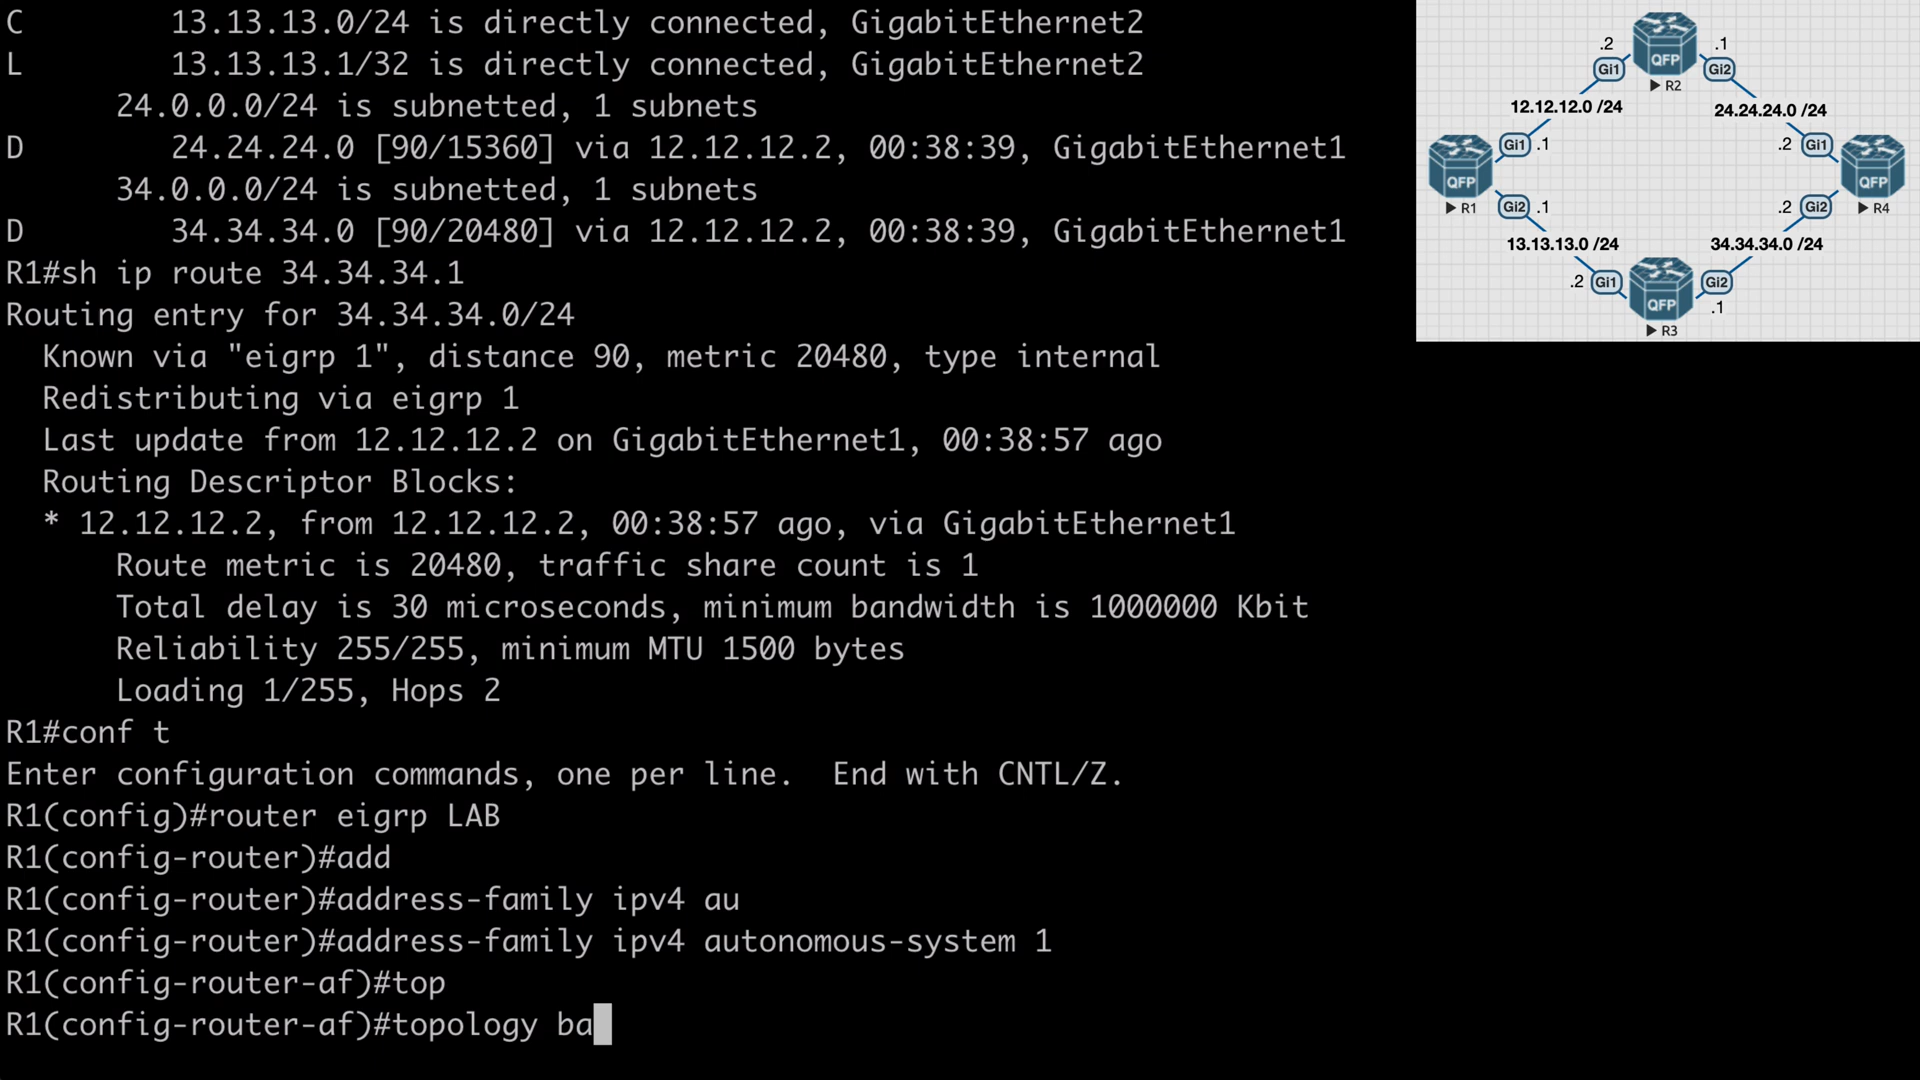 C        13.13.13.0/24 is directly connected, GigabitEthernet2
L        13.13.13.1/32 is directly connected, GigabitEthernet2
      24.0.0.0/24 is subnetted, 1 subnets
D        24.24.24.0 [90/15360] via 12.12.12.2, 00:38:39, GigabitEthernet1
      34.0.0.0/24 is subnetted, 1 subnets
D        34.34.34.0 [90/20480] via 12.12.12.2, 00:38:39, GigabitEthernet1
R1#sh ip route 34.34.34.1
Routing entry for 34.34.34.0/24
  Known via "eigrp 1", distance 90, metric 20480, type internal
  Redistributing via eigrp 1
  Last update from 12.12.12.2 on GigabitEthernet1, 00:38:57 ago
  Routing Descriptor Blocks:
  * 12.12.12.2, from 12.12.12.2, 00:38:57 ago, via GigabitEthernet1
      Route metric is 20480, traffic share count is 1
      Total delay is 30 microseconds, minimum bandwidth is 1000000 Kbit
      Reliability 255/255, minimum MTU 1500 bytes
      Loading 1/255, Hops 2
R1#conf t
Enter configuration commands, one per line.  End with CNTL/Z.
R1(config)#router eigrp LAB
R1(config-router)#add
R1(config-router)#address-family ipv4 au
R1(config-router)#address-family ipv4 autonomous-system 1
R1(config-router-af)#top
R1(config-router-af)#topology ba
.2 .1
QFP
Gi1 Gi2
R2
12.12.12.0 /24 24.24.24.0 /24
Gi1 .1 .2 Gi1
QFP QFP
R1 Gi2 .1 .2 Gi2 R4
13.13.13.0 /24 34.34.34.0 /24
.2 Gi1 Gi2
QFP .1
R3